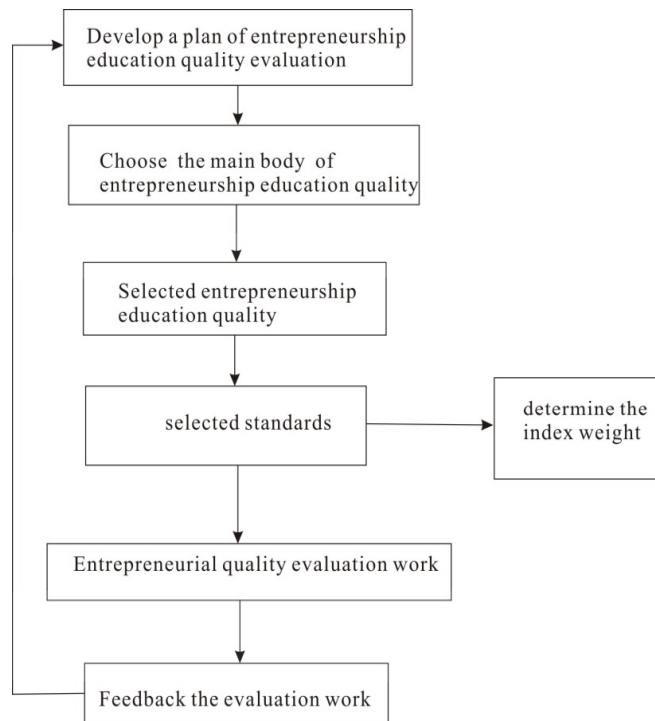 Develop a plan of entrepreneurship
education quality evaluation
Choose the main body of
entrepreneurship education quality
Selected entrepreneurship
education quality
selected standards
determine the
index weight
Entrepreneurial quality evaluation work
Feedback the evaluation work